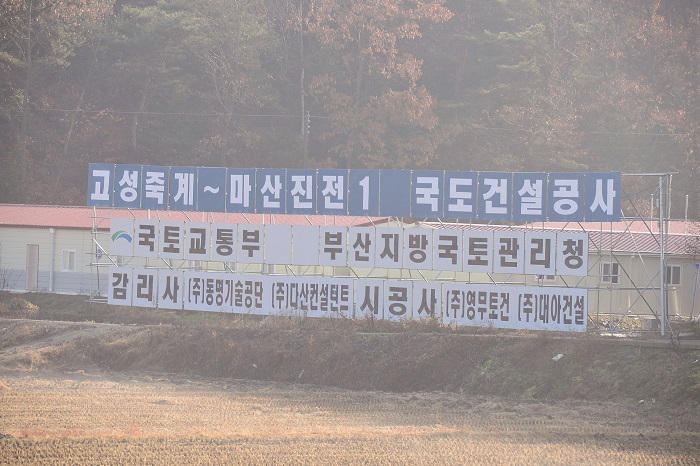 고성죽계~마산진전1 국도건설공사
국토교통부 부산지방국토관리청
감리사 (주)동명기술공단 (주)다산컨설턴트 시공사 (주)영무토건 (주)대아건설